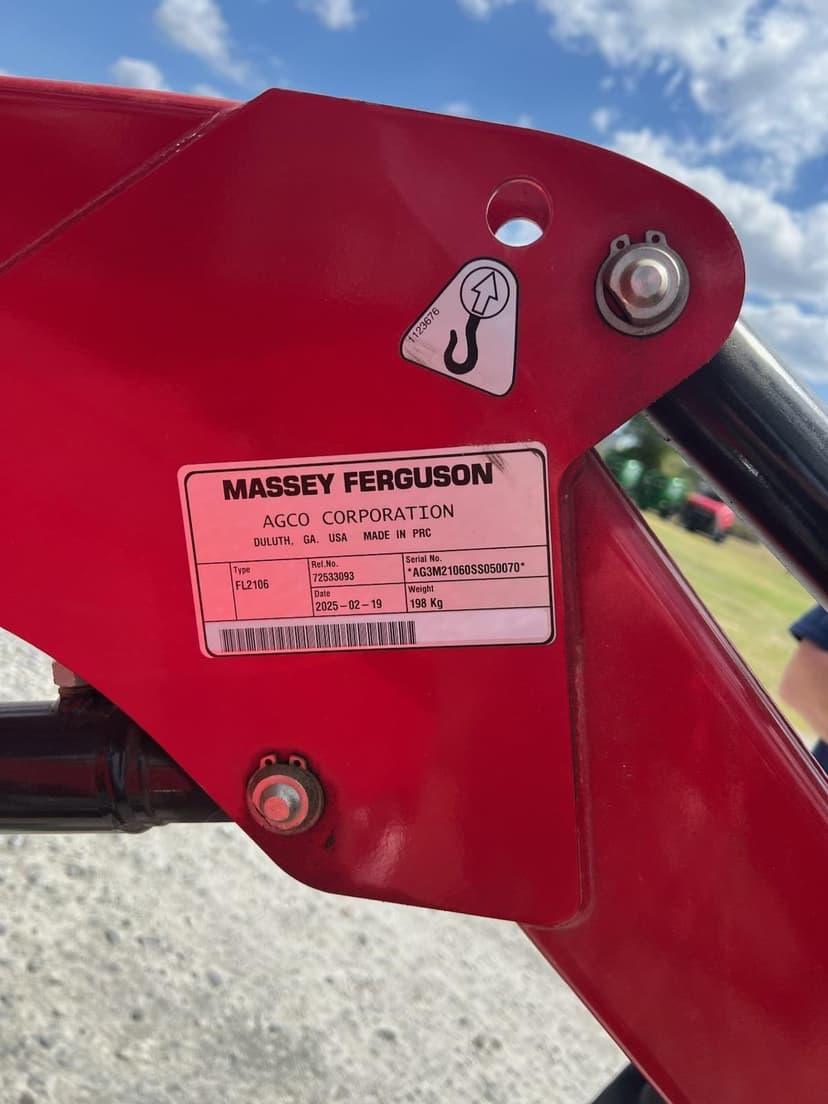 1123676
MASSEY FERGUSON
AGCO CORPORATION
DULUTH, GA. USA MADE IN PRC
Type
FL2106
Ref.No.
72533093
Serial No.
*AG3M21060SS050070*
Date
2025-02-19
Weight
198 Kg